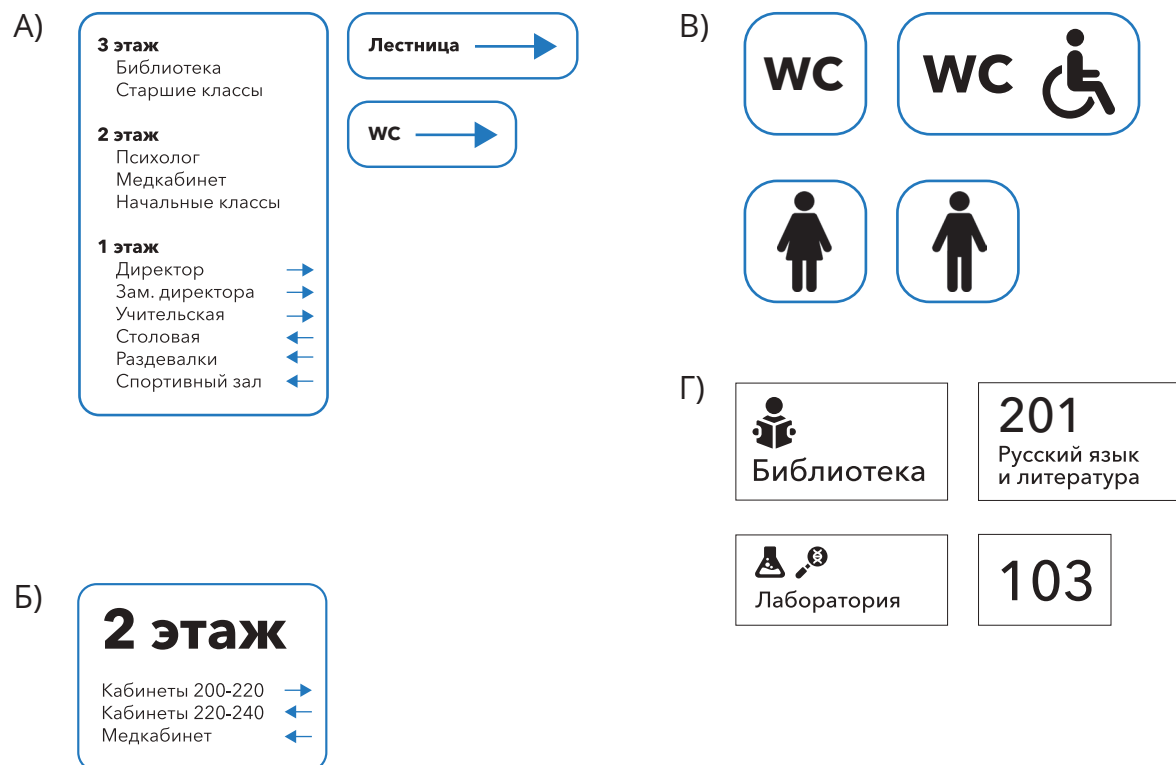 А)
3 этаж
Библиотека
Старшие классы
2 этаж
Психолог
Медкабинет
Начальные классы
1 этаж
Директор
Зам. директора
Учительская
Столовая
Раздевалки
Спортивный зал
Лестница
WC
Б)
2 этаж
Кабинеты 200-220
Кабинеты 220-240
Медкабинет
В)
WC
WC
Г)
Библиотека
201
Русский язык
и литература
Лаборатория
103